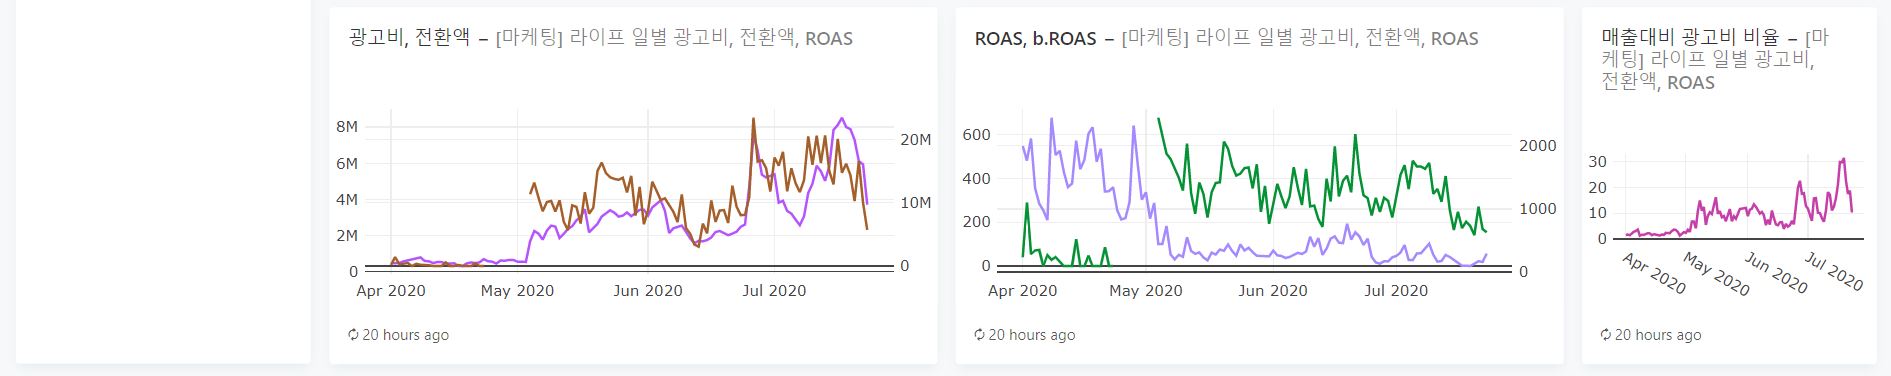 광고비, 전환액 – [마케팅] 라이프 일별 광고비, 전환액, ROAS
8M
6M
4M
2M
0
20M
10M
0
Apr 2020
May 2020
Jun 2020
Jul 2020
20 hours ago
ROAS, b.ROAS – [마케팅] 라이프 일별 광고비, 전환액, ROAS
600
400
200
0
2000
1000
0
Apr 2020
May 2020
Jun 2020
Jul 2020
20 hours ago
매출대비 광고비 비율 – [마
케팅] 라이프 일별 광고비,
전환액, ROAS
30
20
10
0
Apr 2020
May 2020
Jun 2020
Jul 2020
20 hours ago